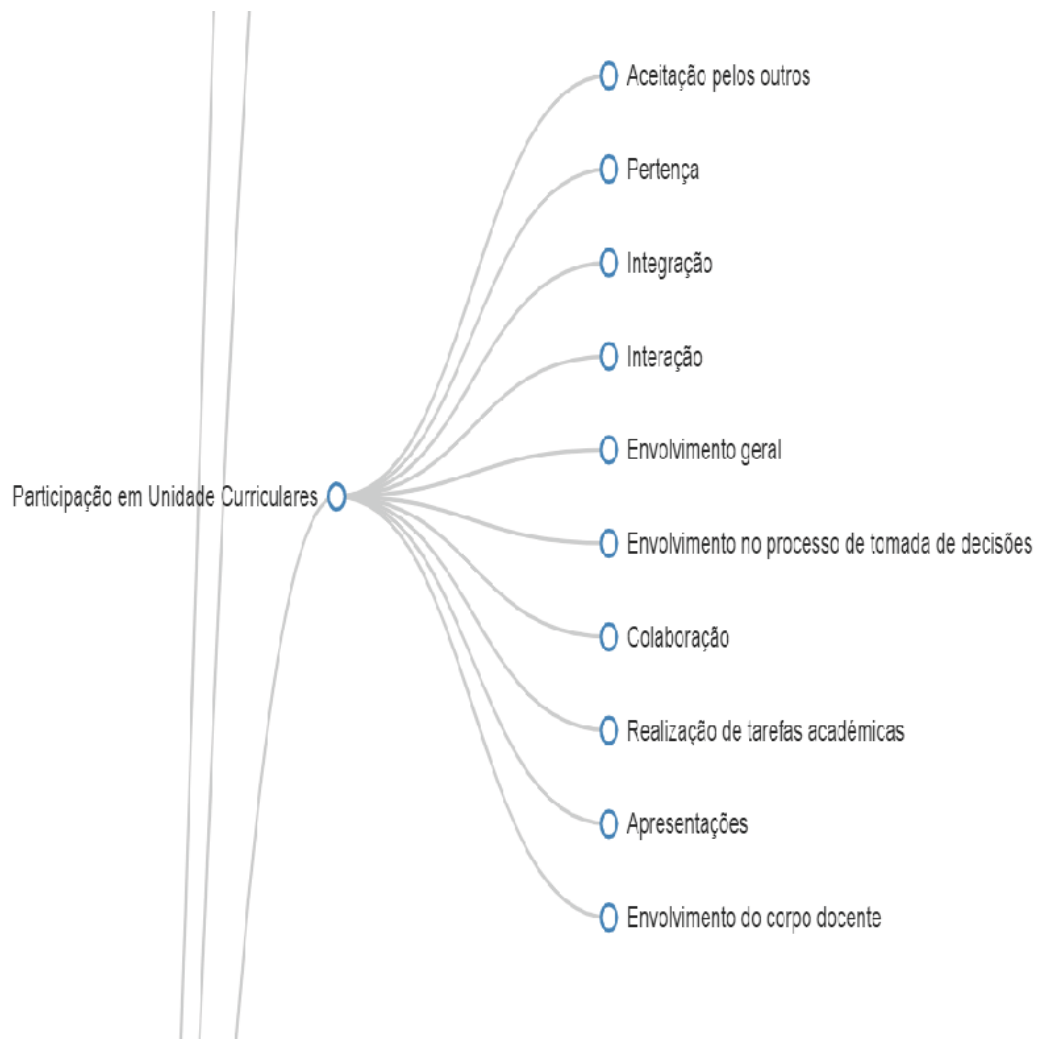 Aceitação pelos outros
Pertença
Integração
Interação
Envolvimento geral
Participação em Unidade Curriculares
Envolvimento no processo de tomada de decisões
Colaboração
Realização de tarefas académicas
Apresentações
Envolvimento do corpo docente